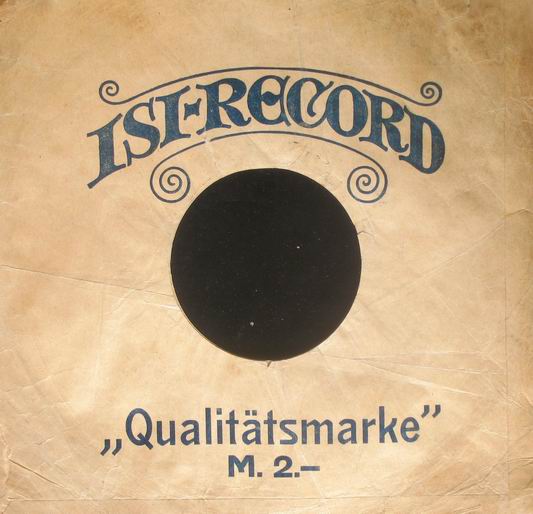 ISI-RECORD
„Qualitätsmarke”
M. 2.—